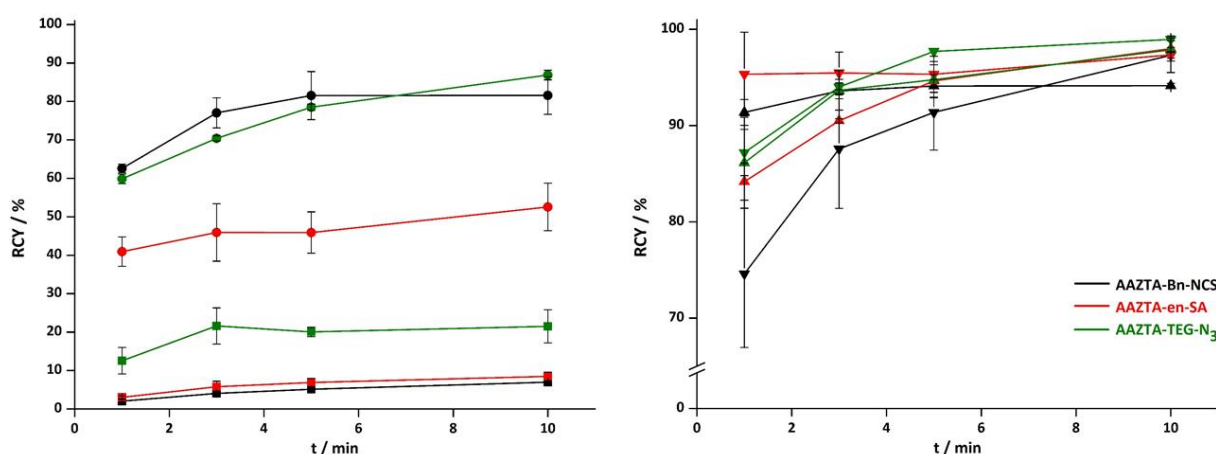 100
90
80
70
60
50
40
30
20
10
0
RCY / %
0 2 4 6 8 10
t / min
100
90
80
70
0
RCY / %
0 2 4 6 8 10
t / min
AAZTA-Bn-NCS
AAZTA-en-SA
AAZTA-TEG-N₃